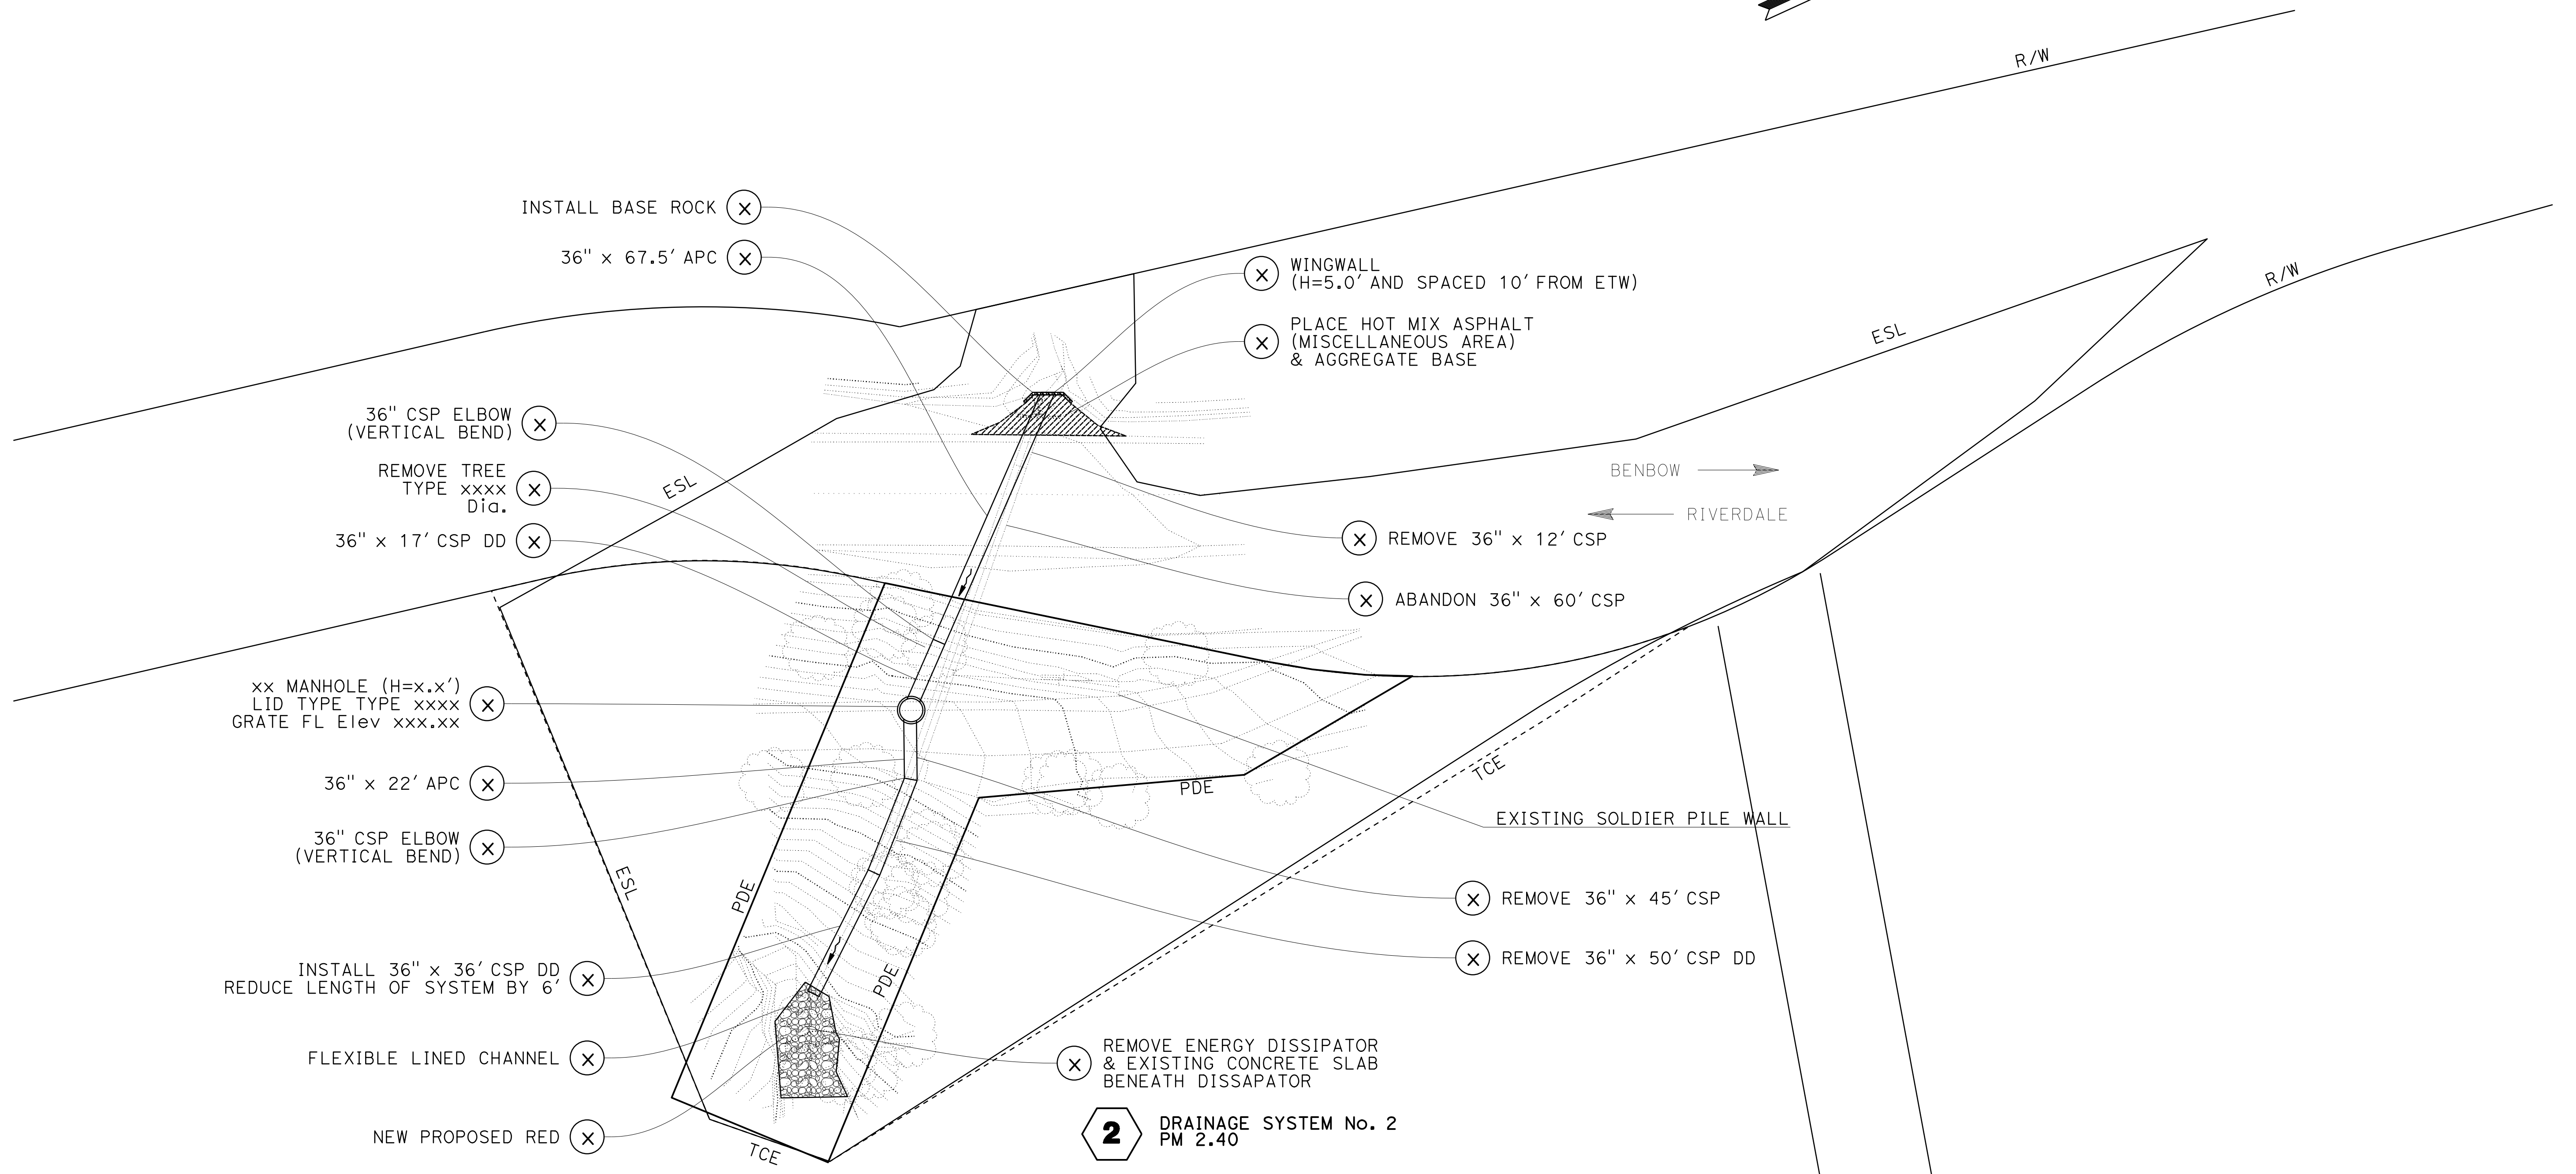 R/W
INSTALL BASE ROCK X
36" x 67.5' APC X
X WINGWALL
(H=5.0' AND SPACED 10' FROM ETW)
X PLACE HOT MIX ASPHALT
(MISCELLANEOUS AREA)
& AGGREGATE BASE
R/W
ESL
36" CSP ELBOW X
(VERTICAL BEND)
REMOVE TREE
TYPE xxxx X
Dia.
36" x 17' CSP DD X
ESL
BENBOW
RIVERDALE
X REMOVE 36" x 12' CSP
X ABANDON 36" x 60' CSP
xx MANHOLE (H=x.x')
LID TYPE TYPE xxxx X
GRATE FL Elev xxx.xx
36" x 22' APC X
36" CSP ELBOW X
(VERTICAL BEND)
PDE
TCE
EXISTING SOLDIER PILE WALL
ESL
PDE
PDE
X REMOVE 36" x 45' CSP
X REMOVE 36" x 50' CSP DD
INSTALL 36" x 36' CSP DD X
REDUCE LENGTH OF SYSTEM BY 6'
FLEXIBLE LINED CHANNEL X
NEW PROPOSED RED X
X REMOVE ENERGY DISSIPATOR
& EXISTING CONCRETE SLAB
BENEATH DISSAPATOR
TCE
2 DRAINAGE SYSTEM No. 2
PM 2.40